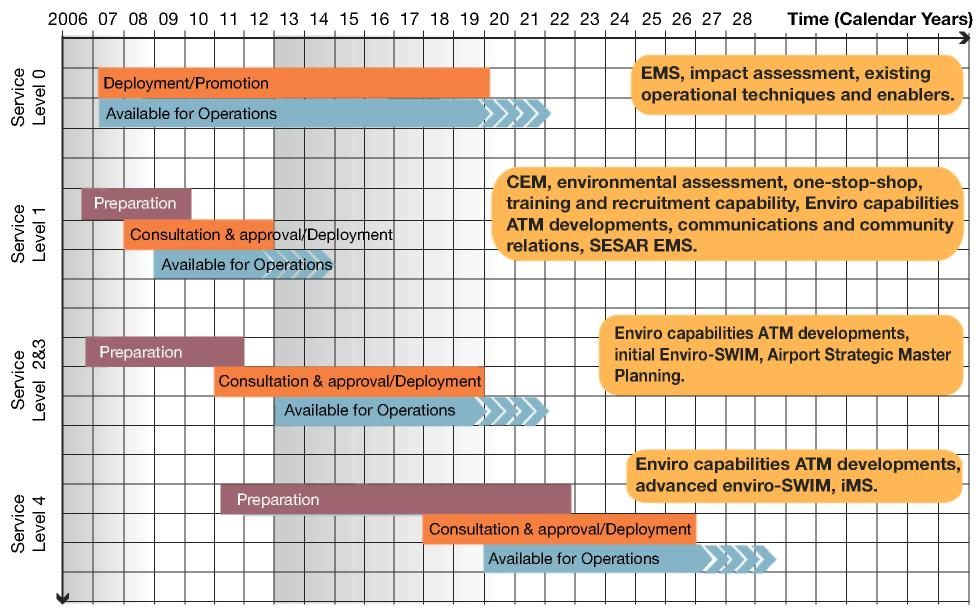 2006 07 08 09 10 11 12 13 14 15 16 17 18 19 20 21 22 23 24 25 26 27 28 Time (Calendar Years)
Service
Level 0
Deployment/Promotion
Available for Operations
EMS, impact assessment, existing
operational techniques and enablers.
Service
Level 1
Preparation
Consultation & approval/Deployment
Available for Operations
CEM, environmental assessment, one-stop-shop,
training and recruitment capability, Enviro capabilities
ATM developments, communications and community
relations, SESAR EMS.
Service
Level 2&3
Preparation
Consultation & approval/Deployment
Available for Operations
Enviro capabilities ATM developments,
initial Enviro-SWIM, Airport Strategic Master
Planning.
Service
Level 4
Preparation
Consultation & approval/Deployment
Available for Operations
Enviro capabilities ATM developments,
advanced enviro-SWIM, iMS.